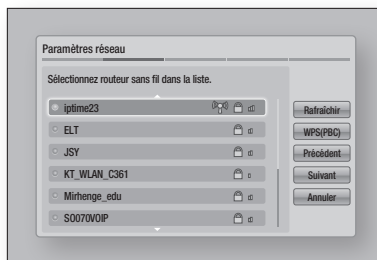 Paramètres réseau
Sélectionnez routeur sans fil dans la liste.
iptime23
ELT
JSY
KT_WLAN_C361
Mirhenge_edu
SO070VOIP
Rafraîchir
WPS(PBC)
Précédent
Suivant
Annuler